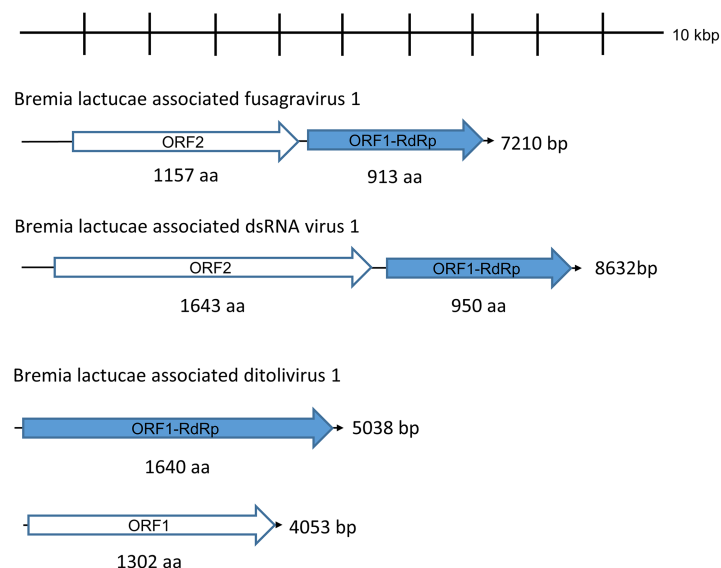 10 kbp
Bremia lactucae associated fusagravirus 1
ORF2
ORF1-RdRp
7210 bp
1157 aa
913 aa
Bremia lactucae associated dsRNA virus 1
ORF2
ORF1-RdRp
8632bp
1643 aa
950 aa
Bremia lactucae associated ditolivirus 1
ORF1-RdRp
5038 bp
1640 aa
ORF1
4053 bp
1302 aa